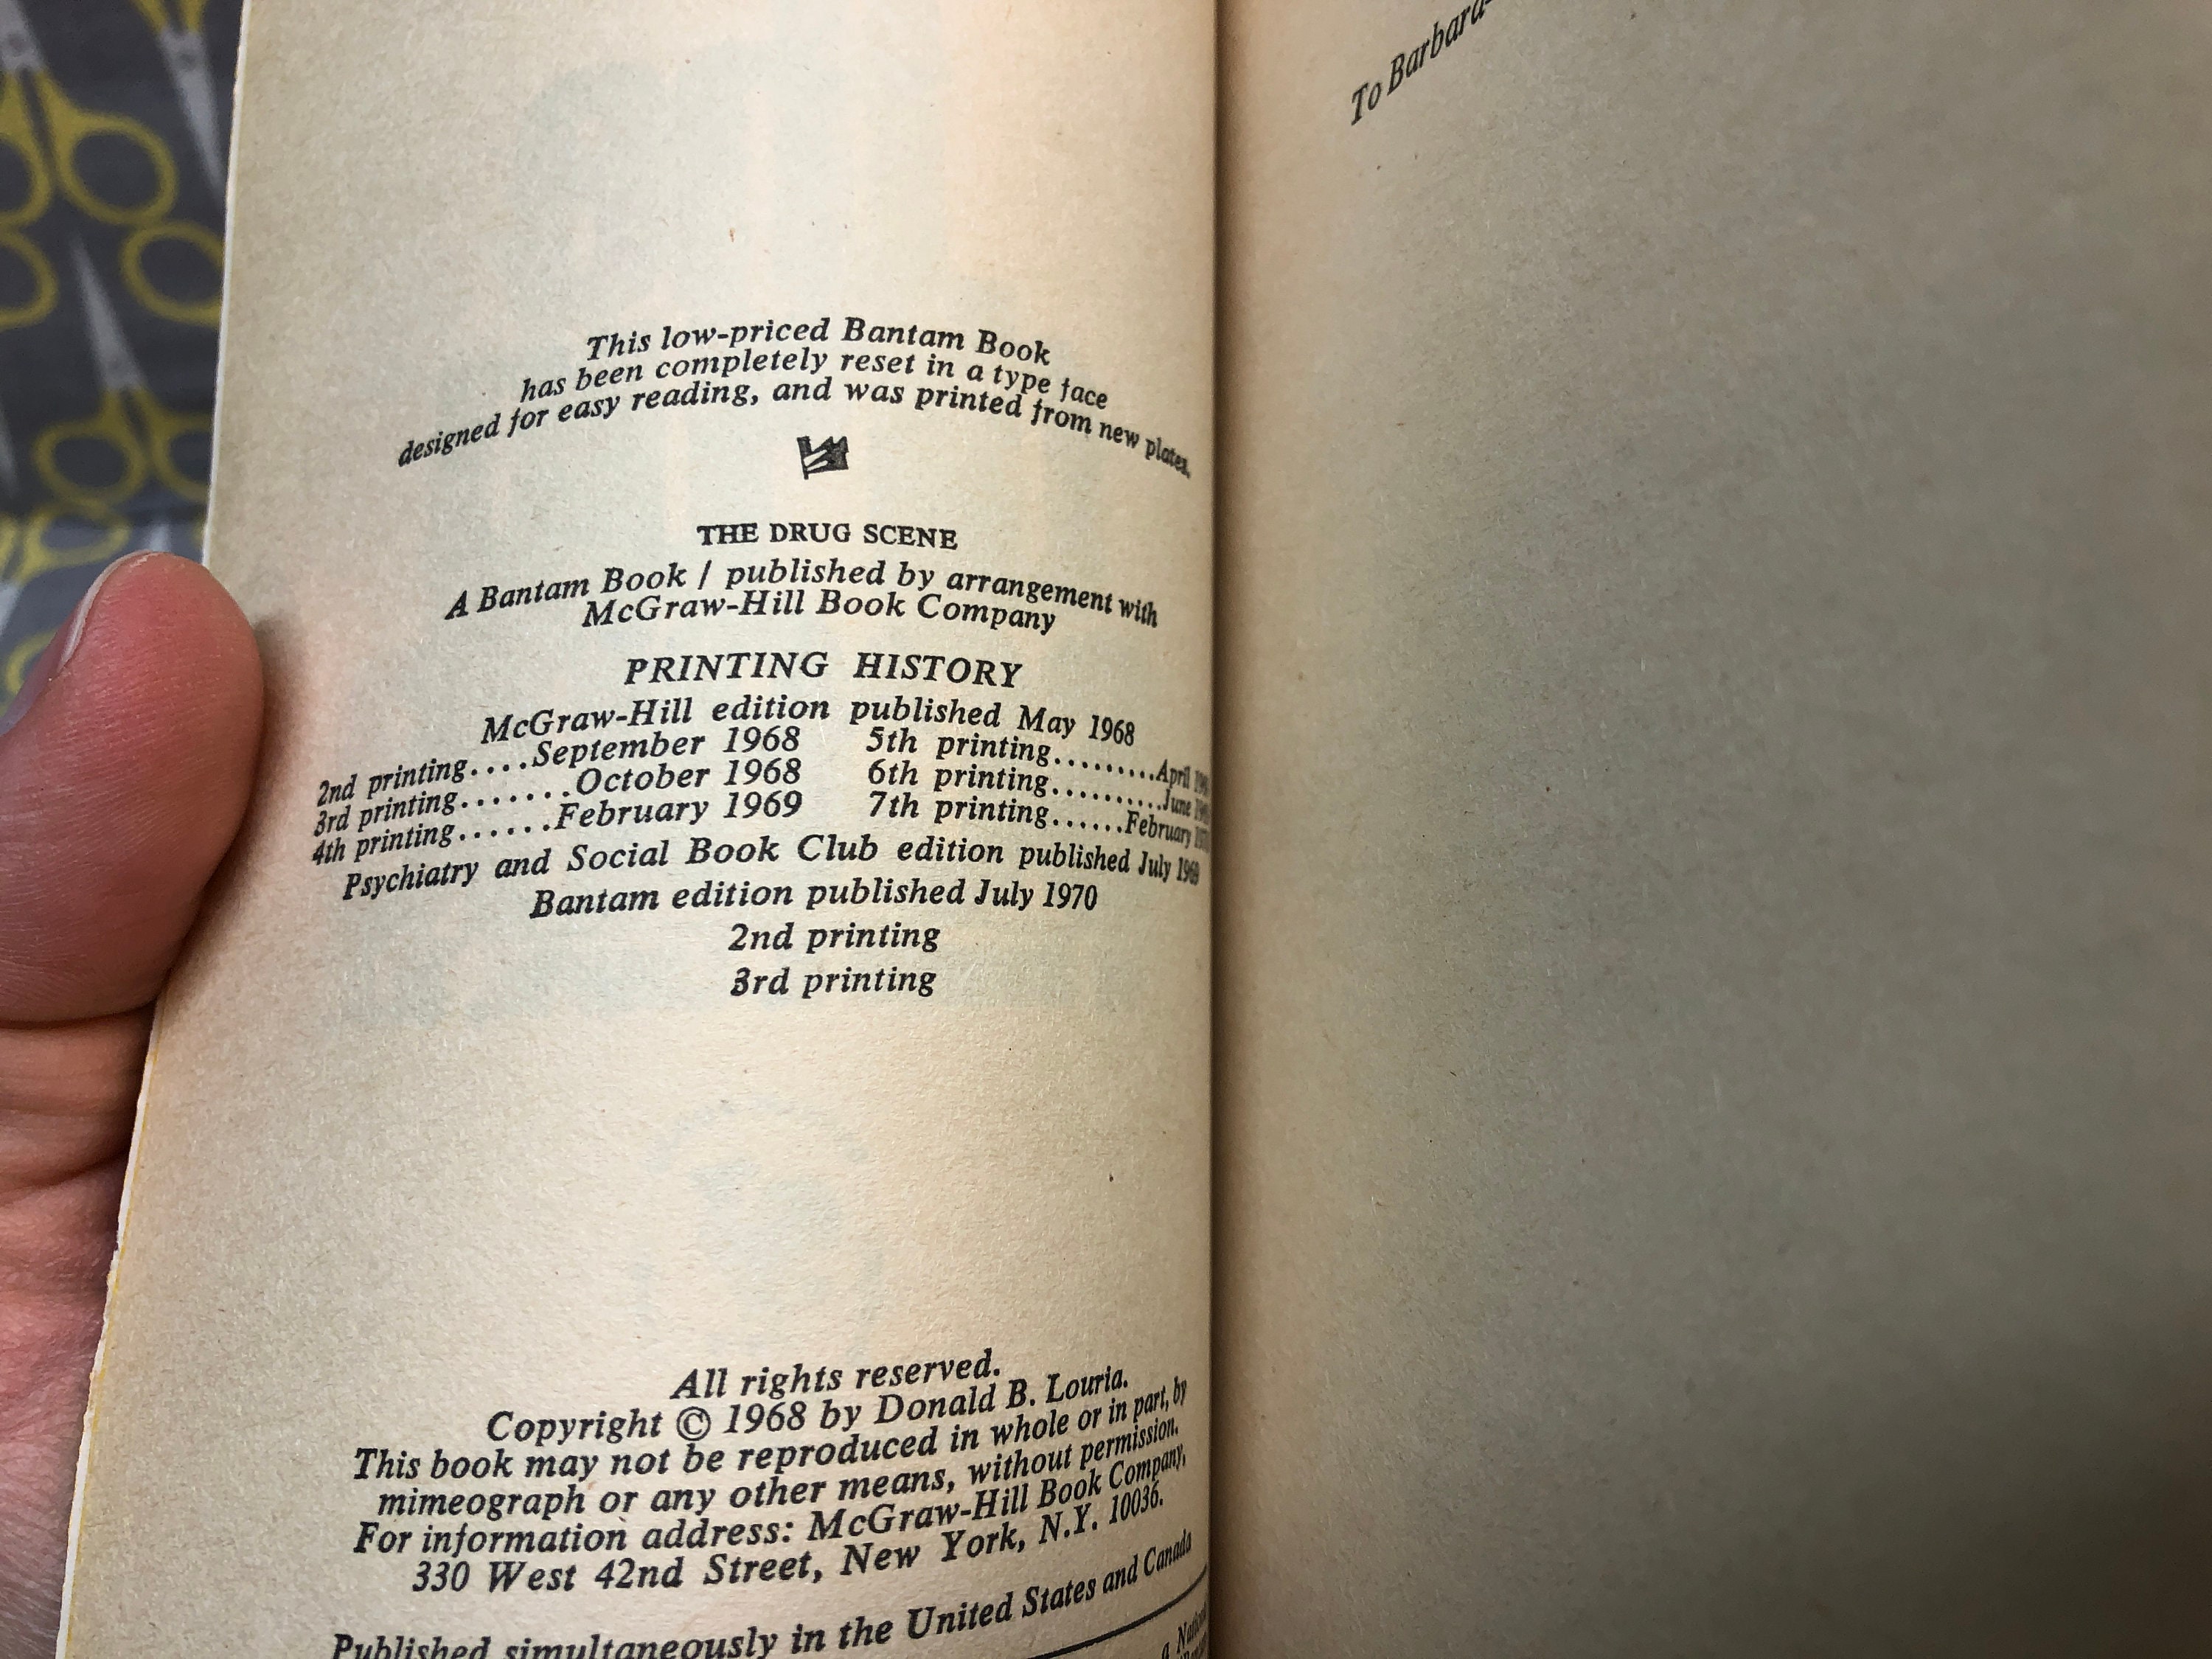 This low-priced Bantam Book
has been completely reset in a type face
designed for easy reading, and was printed from new plates.
THE DRUG SCENE
A Bantam Book / published by arrangement with
McGraw-Hill Book Company
PRINTING HISTORY
McGraw-Hill edition published May 1968
2nd printing....September 1968 5th printing.........April
3rd printing.......October 1968 6th printing..........June
4th printing......February 1969 7th printing......February
Psychiatry and Social Book Club edition published July 1969
Bantam edition published July 1970
2nd printing
3rd printing
All rights reserved.
Copyright © 1968 by Donald B. Louria.
This book may not be reproduced in whole or in part, by
mimeograph or any other means, without permission.
For information address: McGraw-Hill Book Company,
330 West 42nd Street, New York, N.Y. 10036.
Published simultaneously in the United States and Canada
To Barbara